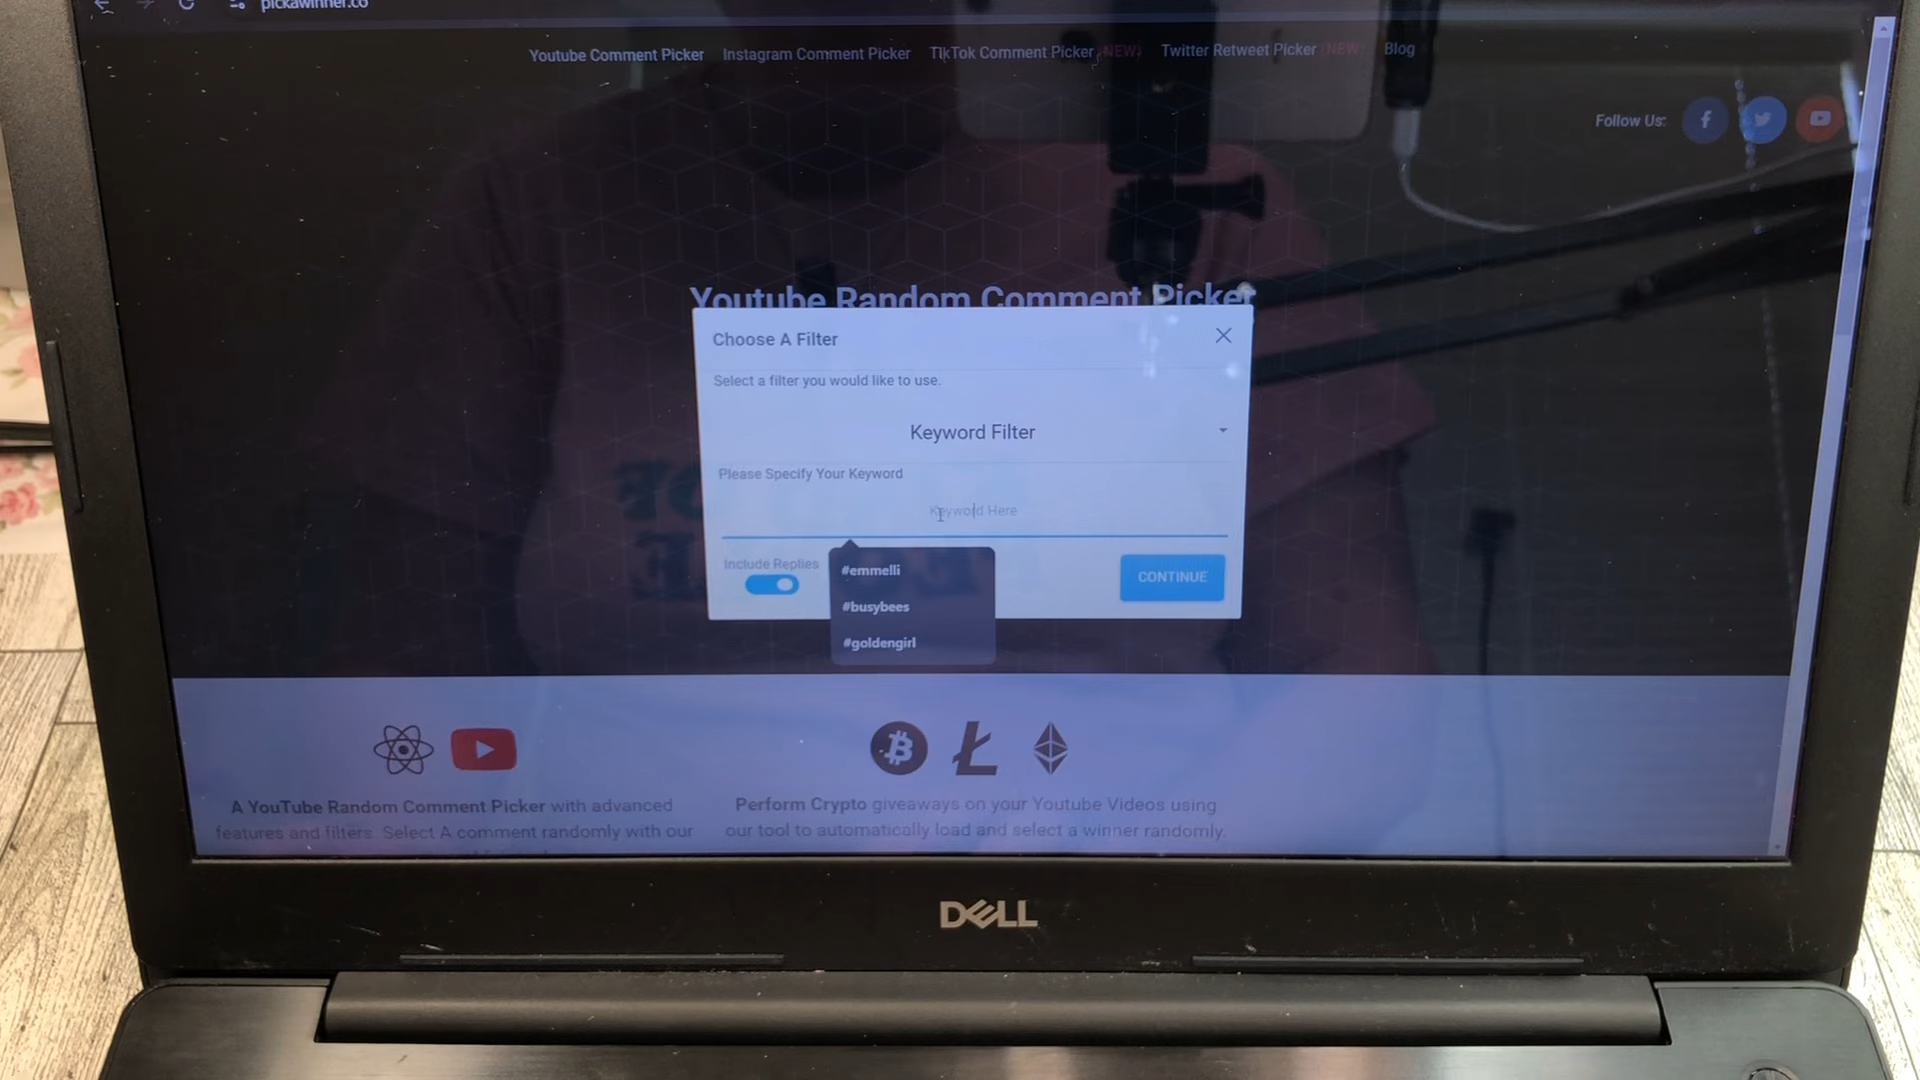 pickawinner.co
Youtube Comment Picker Instagram Comment Picker TikTok Comment Picker (NEW) Twitter Retweet Picker (NEW) Blog
Follow Us:
Youtube Random Comment Picker
Choose A Filter
Select a filter you would like to use.
Keyword Filter
Please Specify Your Keyword
Keyword Here
Include Replies
CONTINUE
#emmelli
#busybees
#goldengirl
A YouTube Random Comment Picker with advanced
features and filters. Select A comment randomly with our
Perform Crypto giveaways on your Youtube Videos using
our tool to automatically load and select a winner randomly.
DELL